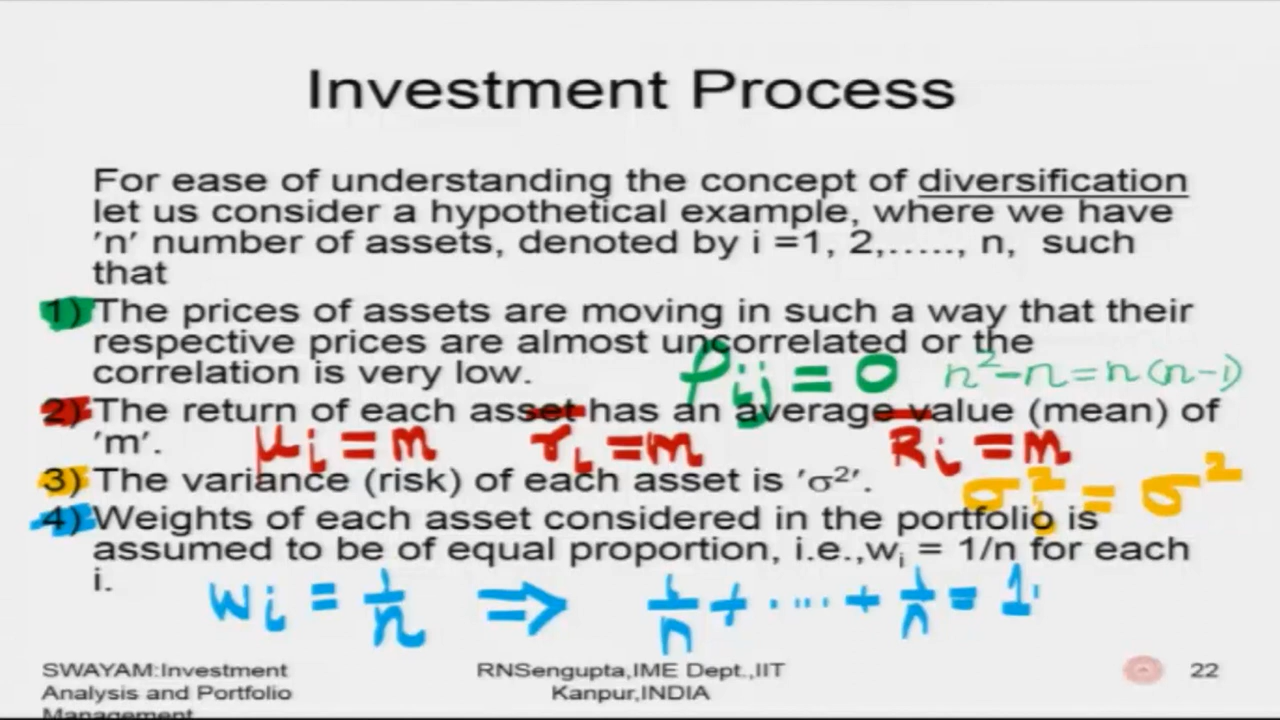 Investment Process
For ease of understanding the concept of diversification
let us consider a hypothetical example, where we have
'n' number of assets, denoted by i =1, 2,….., n, such
that
1) The prices of assets are moving in such a way that their
respective prices are almost uncorrelated or the
correlation is very low.
ρij = 0 n²-n=n(n-1)
2) The return of each asset has an average value (mean) of
'm'.
μi = m r̄i = m R̄i = m
3) The variance (risk) of each asset is 'σ²'.
σi² = σ²
4) Weights of each asset considered in the portfolio is
assumed to be of equal proportion, i.e.,wi = 1/n for each
i.
wi = 1/n ⇒ 1/n + .... + 1/n = 1
SWAYAM:Investment
Analysis and Portfolio
Management
RNSengupta,IME Dept.,IIT
Kanpur,INDIA
22